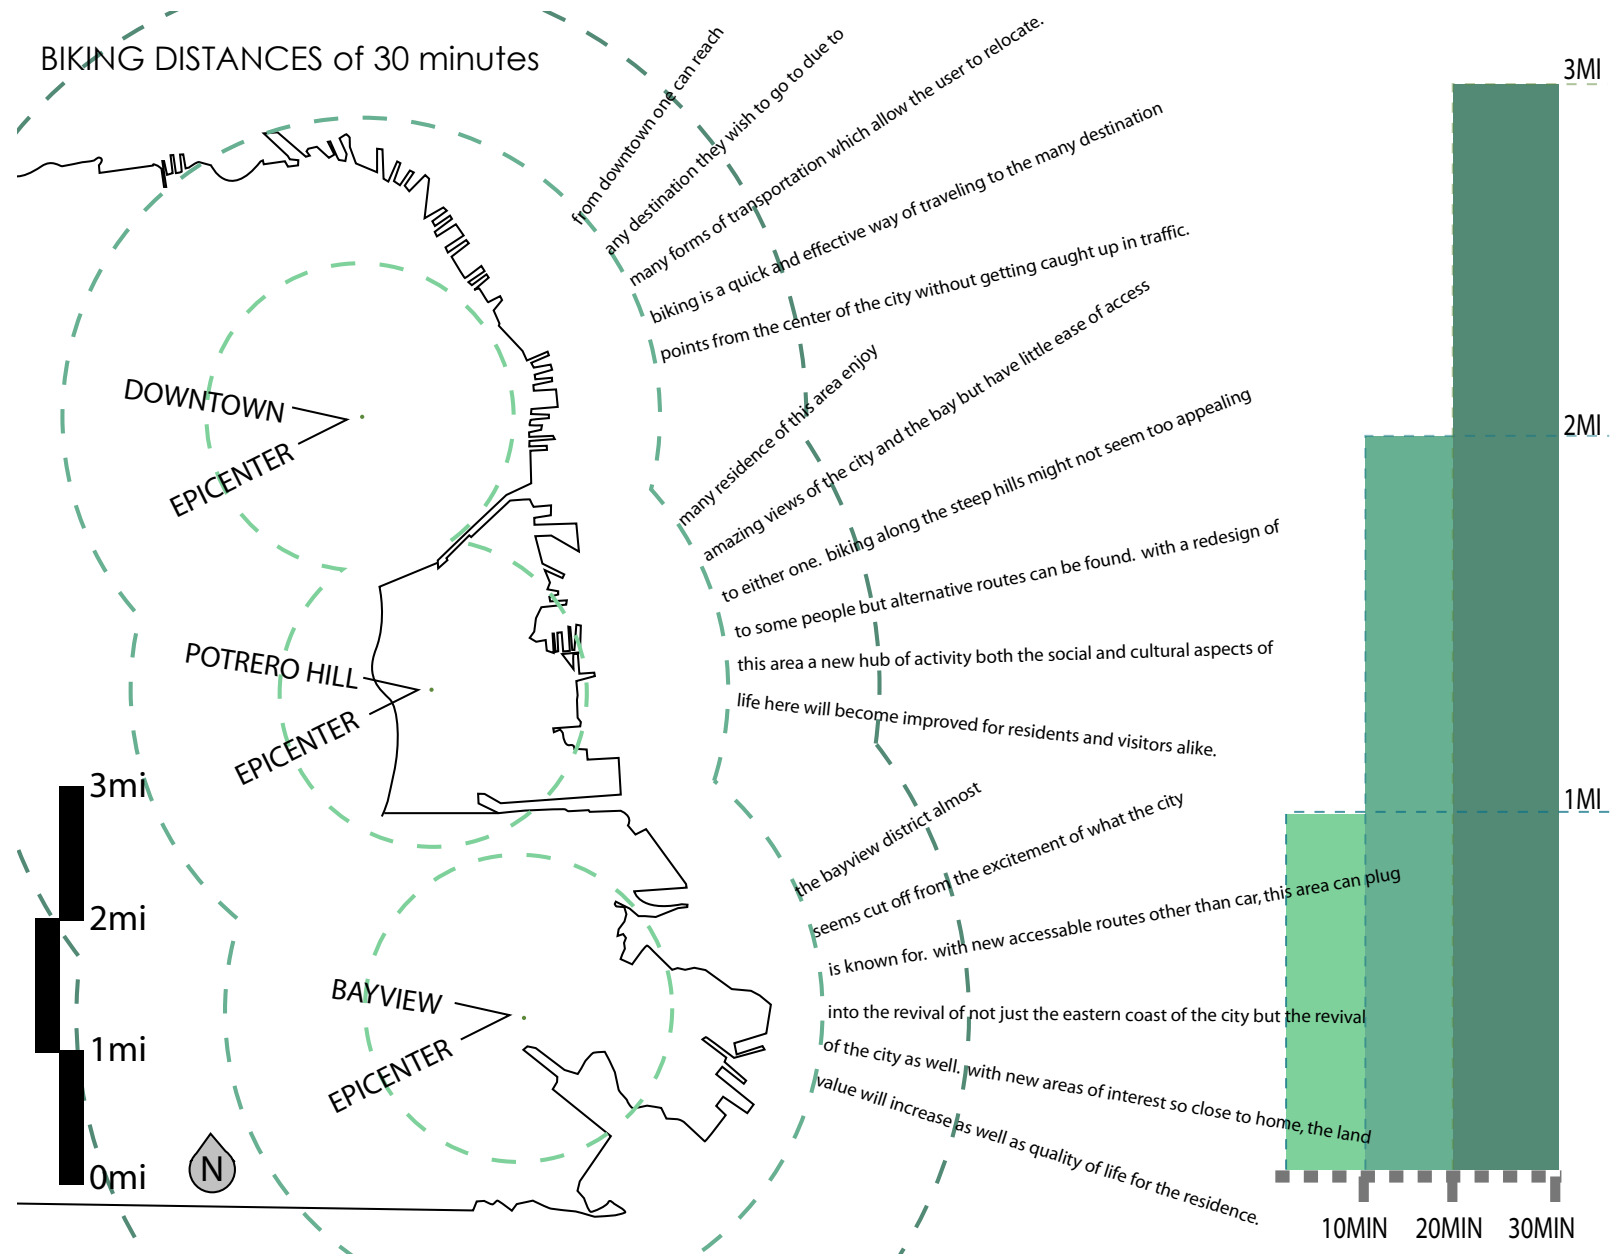 BIKING DISTANCES of 30 minutes
from downtown one can reach
any destination they wish to go to due to
many forms of transportation which allow the user to relocate.
biking is a quick and effective way of traveling to the many destination
points from the center of the city without getting caught up in traffic.
many residence of this area enjoy
amazing views of the city and the bay but have little ease of access
to either one. biking along the steep hills might not seem too appealing
to some people but alternative routes can be found. with a redesign of
this area a new hub of activity both the social and cultural aspects of
life here will become improved for residents and visitors alike.
the bayview district almost
seems cut off from the excitement of what the city
is known for. with new accessable routes other than car, this area can plug
into the revival of not just the eastern coast of the city but the revival
of the city as well. with new areas of interest so close to home, the land
value will increase as well as quality of life for the residence.
DOWNTOWN
EPICENTER
POTRERO HILL
EPICENTER
BAYVIEW
EPICENTER
3mi
2mi
1mi
0mi
N
3MI
2MI
1MI
10MIN
20MIN
30MIN